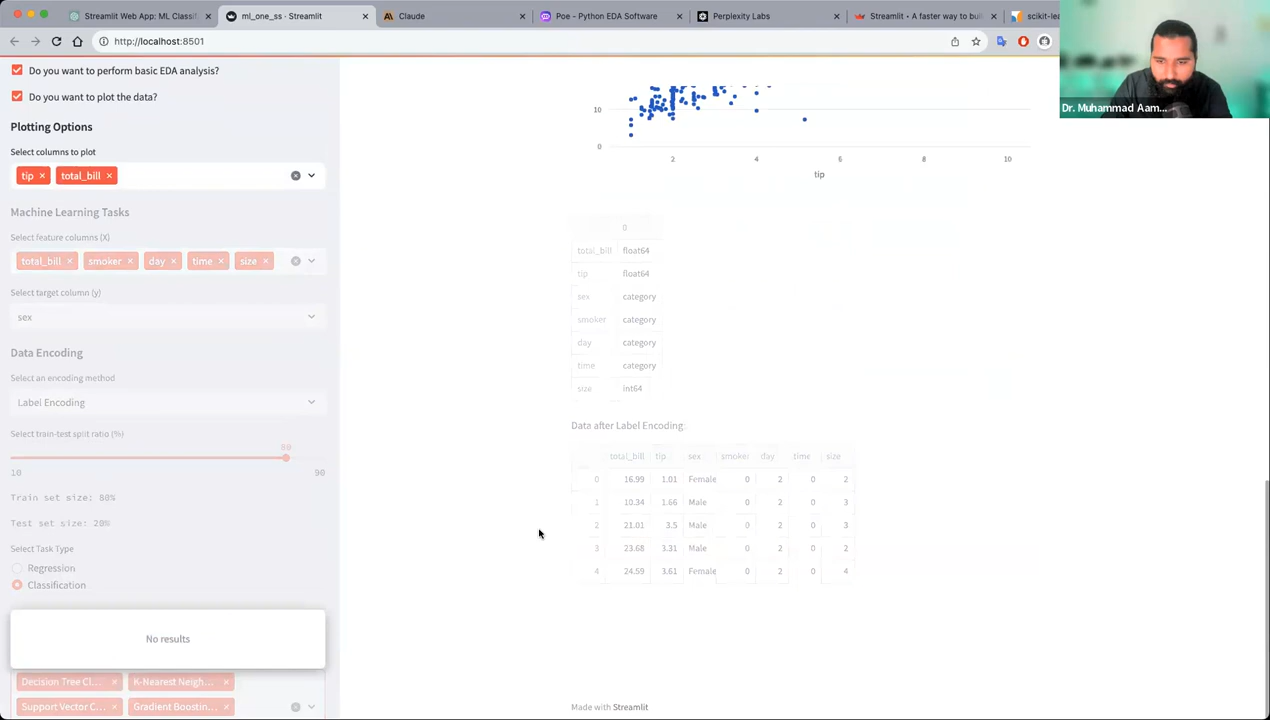 Streamlit Web App: ML Classif
ml_one_ss · Streamlit
Claude
Poe - Python EDA Software
Perplexity Labs
Streamlit • A faster way to bui
scikit-lea
http://localhost:8501
Dr. Muhammad Aam...
Do you want to perform basic EDA analysis?
Do you want to plot the data?
Plotting Options
Select columns to plot
tip total_bill
Machine Learning Tasks
Select feature columns (X)
total_bill smoker day time size
Select target column (y)
sex
Data Encoding
Select an encoding method
Label Encoding
Select train-test split ratio (%)
80
10 90
Train set size: 80%
Test set size: 20%
Select Task Type
Regression
Classification
No results
Decision Tree Cl... K-Nearest Neigh...
Support Vector C... Gradient Boostin...
10
0
2 4 6 8 10
tip
0
total_bill float64
tip float64
sex category
smoker category
day category
time category
size int64
Data after Label Encoding
total_bill tip sex smoker day time size
0 16.99 1.01 Female 0 2 0 2
1 10.34 1.66 Male 0 2 0 3
2 21.01 3.5 Male 0 2 0 3
3 23.68 3.31 Male 0 2 0 2
4 24.59 3.61 Female 0 2 0 4
Made with Streamlit